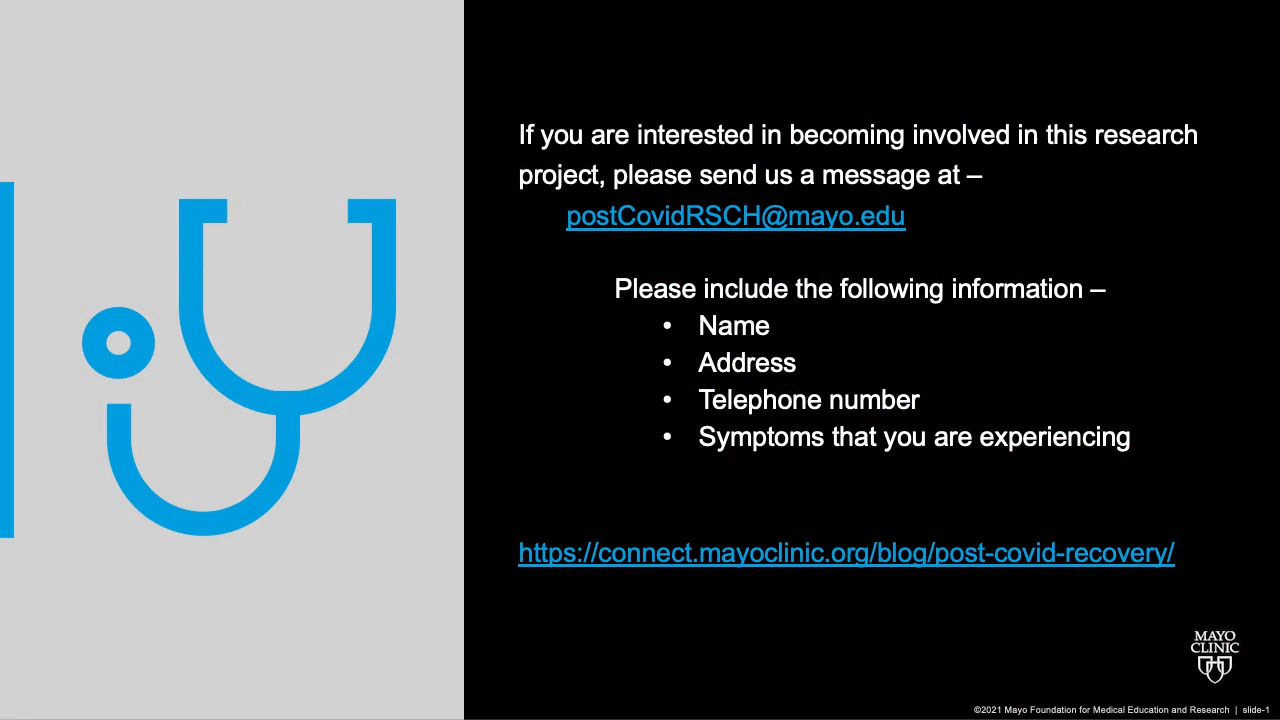 If you are interested in becoming involved in this research
project, please send us a message at –
postCovidRSCH@mayo.edu
Please include the following information –
• Name
• Address
• Telephone number
• Symptoms that you are experiencing
https://connect.mayoclinic.org/blog/post-covid-recovery/
MAYO
CLINIC
©2021 Mayo Foundation for Medical Education and Research | slide-1